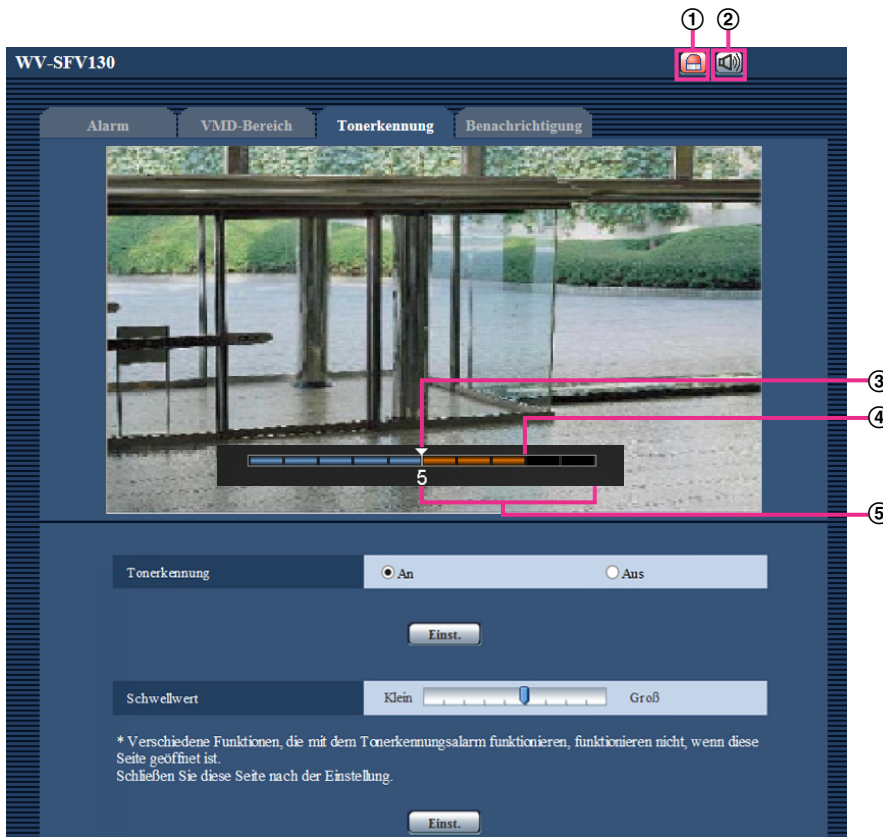 ① ②
WV-SFV130
Alarm VMD-Bereich Tonerkennung Benachrichtigung
③
④
5
⑤
Tonerkennung An Aus
Einst.
Schwellwert Klein Groß
* Verschiedene Funktionen, die mit dem Tonerkennungsalarm funktionieren, funktionieren nicht, wenn diese
Seite geöffnet ist.
Schließen Sie diese Seite nach der Einstellung.
Einst.